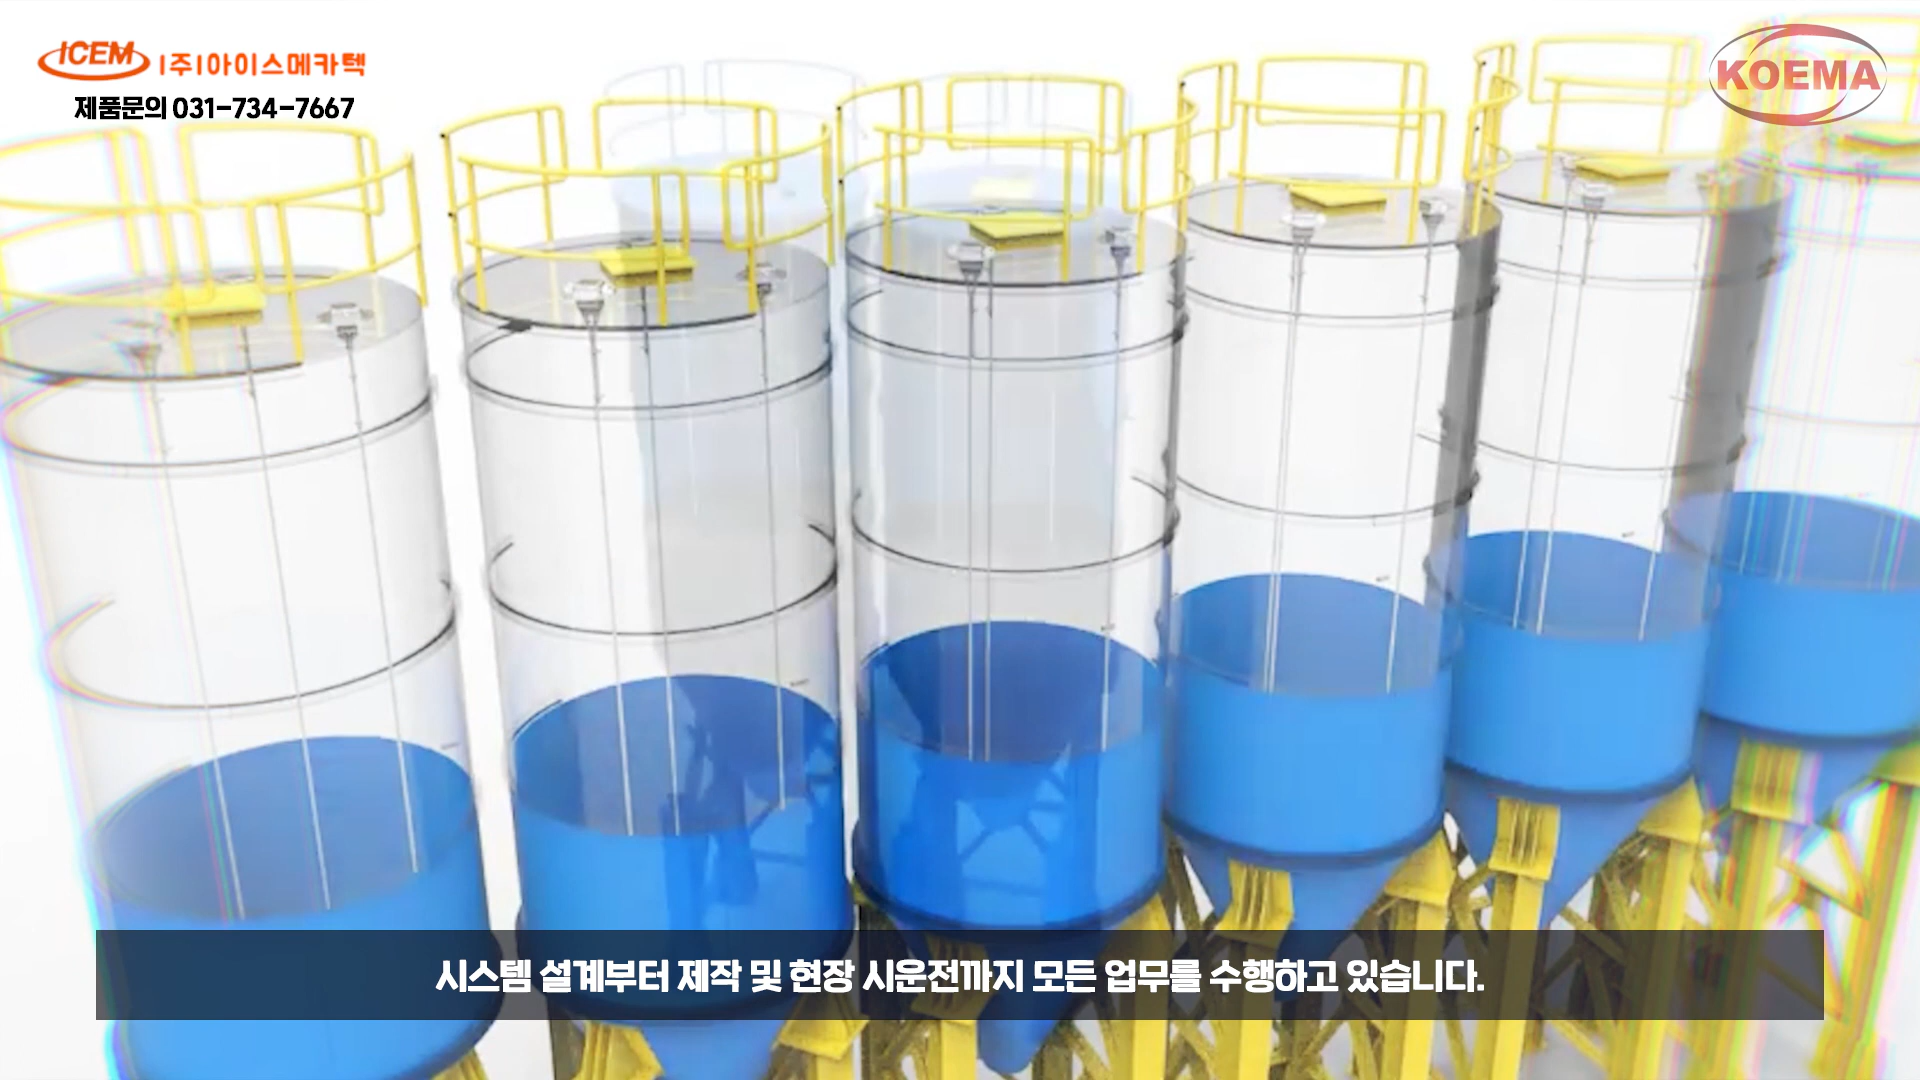 ICEM (주)아이스메카텍
제품문의 031-734-7667
KOEMA
시스템 설계부터 제작 및 현장 시운전까지 모든 업무를 수행하고 있습니다.